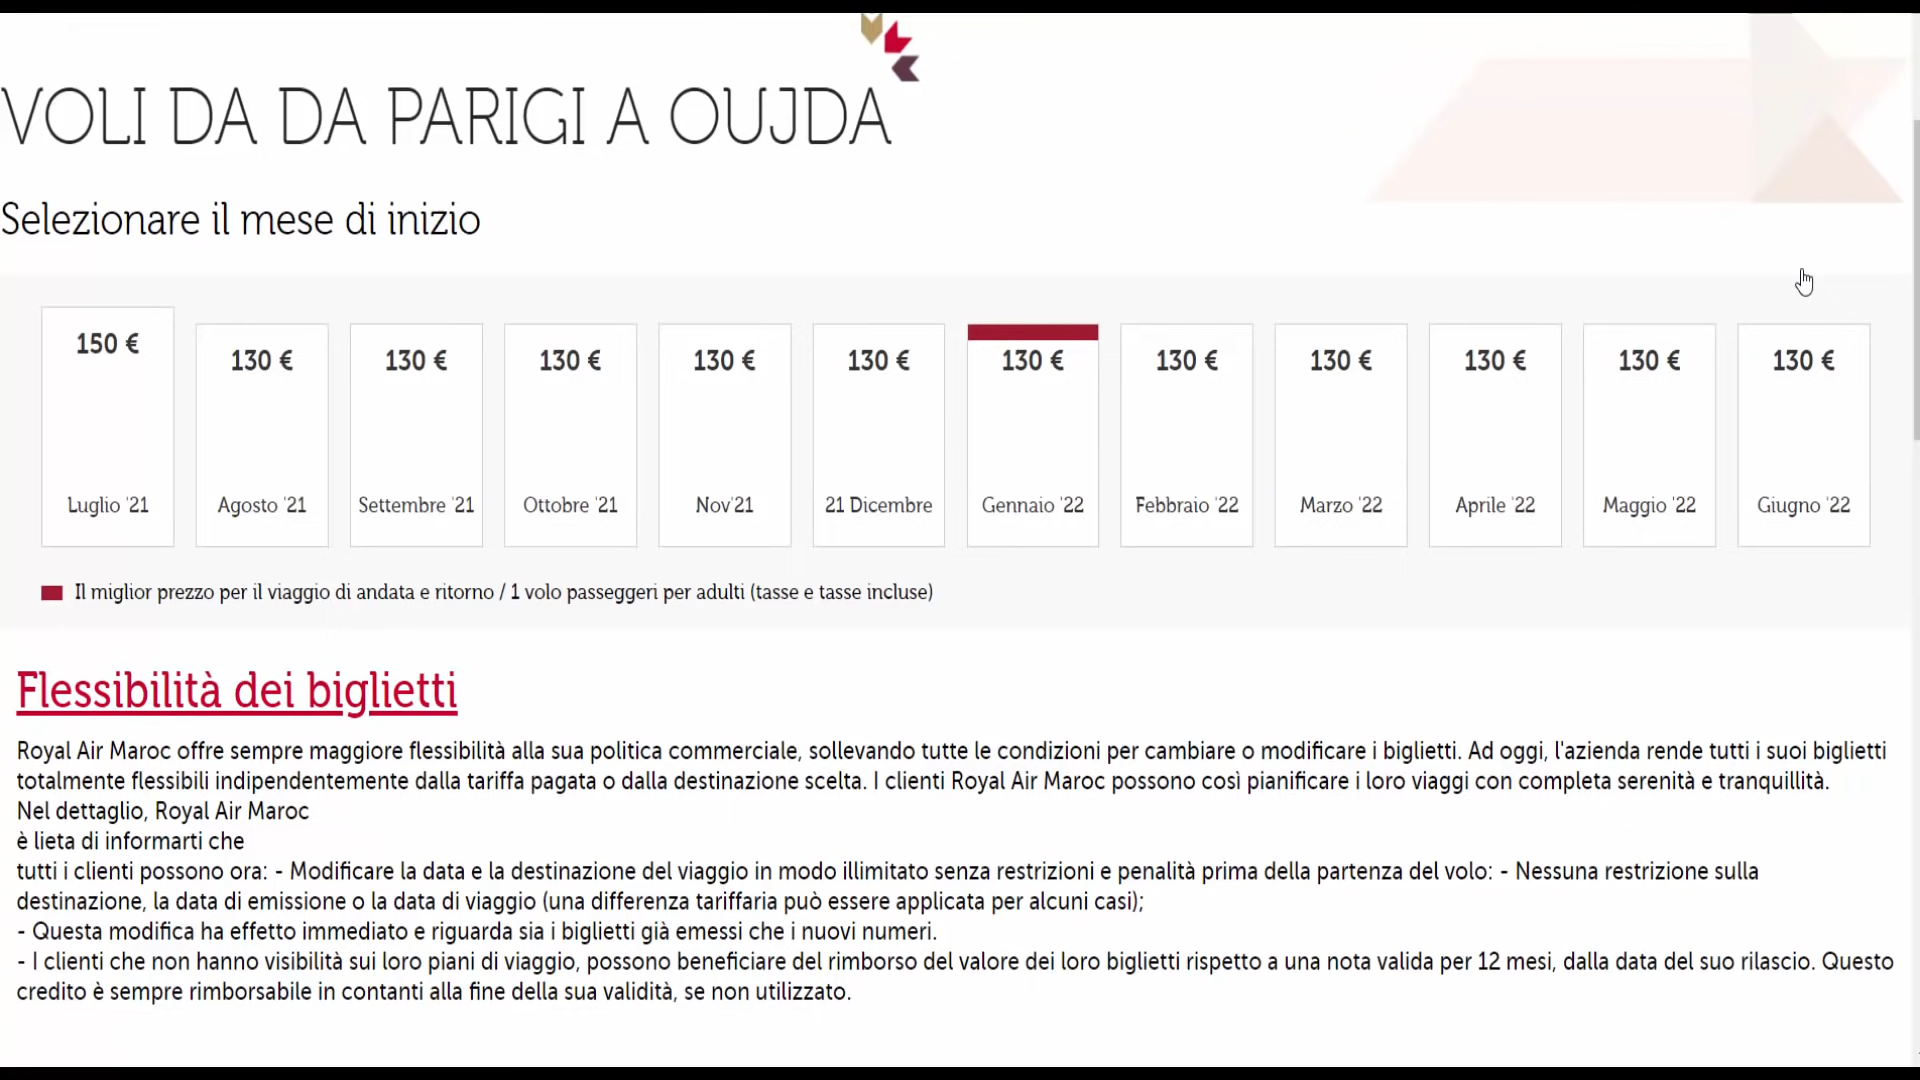 VOLI DA DA PARIGI A OUJDA
Selezionare il mese di inizio
150 €
130 €
130 €
130 €
130 €
130 €
130 €
130 €
130 €
130 €
130 €
130 €
Luglio '21
Agosto '21
Settembre '21
Ottobre '21
Nov'21
21 Dicembre
Gennaio '22
Febbraio '22
Marzo '22
Aprile '22
Maggio '22
Giugno '22
Il miglior prezzo per il viaggio di andata e ritorno / 1 volo passeggeri per adulti (tasse e tasse incluse)
Flessibilità dei biglietti
Royal Air Maroc offre sempre maggiore flessibilità alla sua politica commerciale, sollevando tutte le condizioni per cambiare o modificare i biglietti. Ad oggi, l'azienda rende tutti i suoi biglietti
totalmente flessibili indipendentemente dalla tariffa pagata o dalla destinazione scelta. I clienti Royal Air Maroc possono così pianificare i loro viaggi con completa serenità e tranquillità.
Nel dettaglio, Royal Air Maroc
è lieta di informarti che
tutti i clienti possono ora: - Modificare la data e la destinazione del viaggio in modo illimitato senza restrizioni e penalità prima della partenza del volo: - Nessuna restrizione sulla
destinazione, la data di emissione o la data di viaggio (una differenza tariffaria può essere applicata per alcuni casi);
- Questa modifica ha effetto immediato e riguarda sia i biglietti già emessi che i nuovi numeri.
- I clienti che non hanno visibilità sui loro piani di viaggio, possono beneficiare del rimborso del valore dei loro biglietti rispetto a una nota valida per 12 mesi, dalla data del suo rilascio. Questo
credito è sempre rimborsabile in contanti alla fine della sua validità, se non utilizzato.